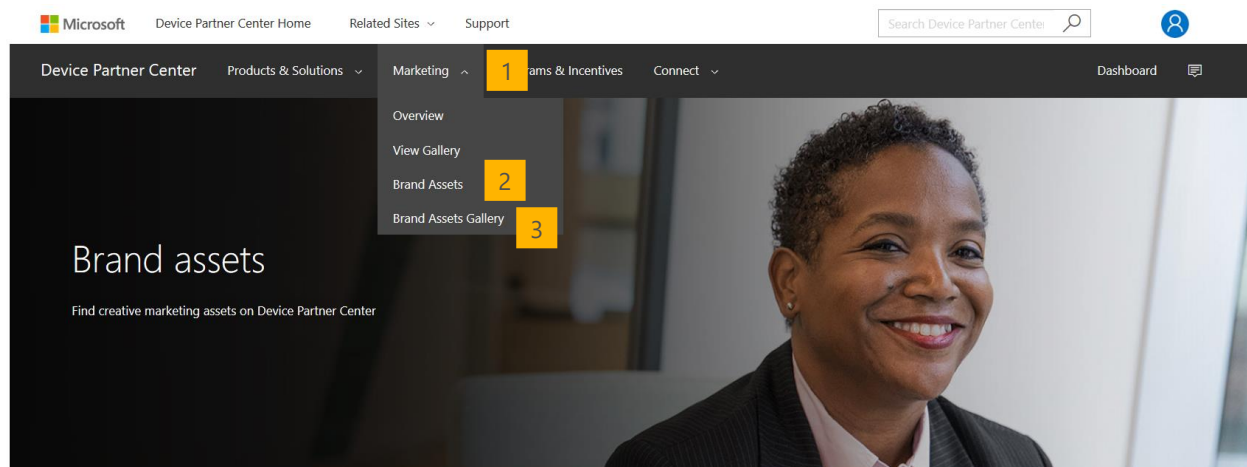 Microsoft Device Partner Center Home Related Sites Support Search Device Partner Cente
Device Partner Center Products & Solutions Marketing 1 rams & Incentives Connect Dashboard
Overview
View Gallery
Brand Assets 2
Brand Assets Gallery 3
Brand assets
Find creative marketing assets on Device Partner Center